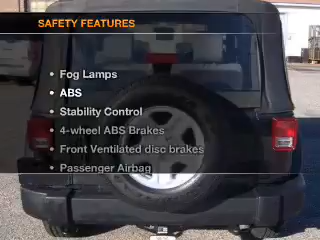 SAFETY FEATURES
• Fog Lamps
• ABS
• Stability Control
• 4-wheel ABS Brakes
• Front Ventilated disc brakes
• Passenger Airbag